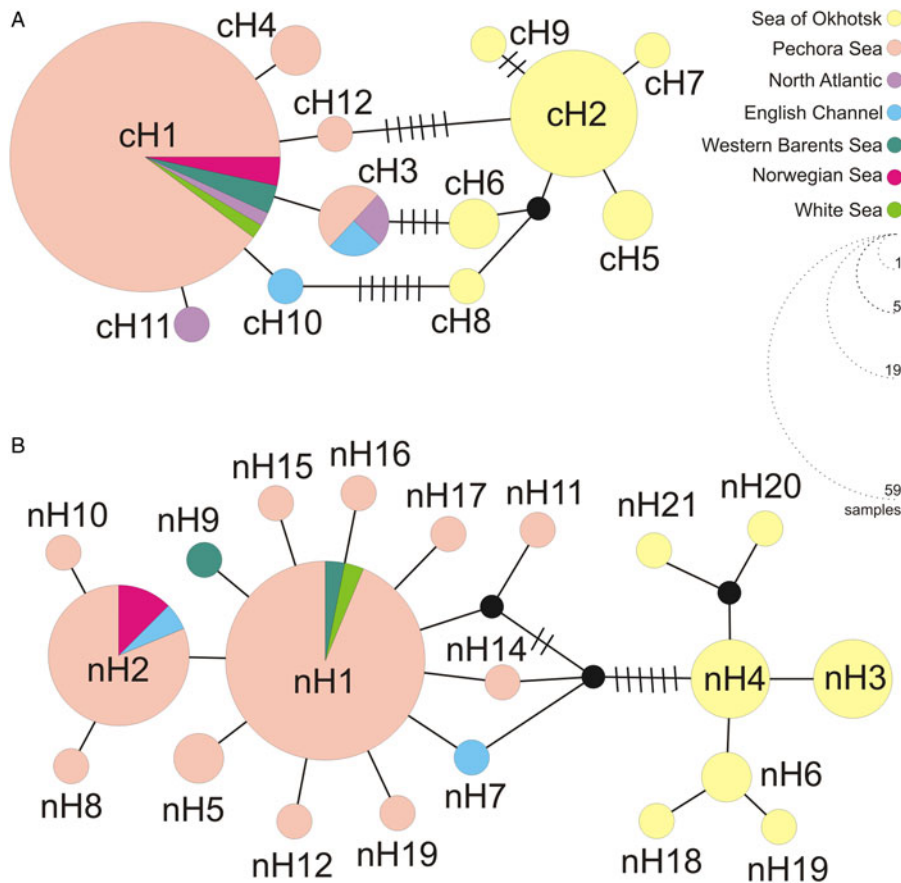 A
cH4
cH9
cH7
cH12
cH1
cH2
cH3
cH6
cH5
cH10
cH8
cH11
Sea of Okhotsk
Pechora Sea
North Atlantic
English Channel
Western Barents Sea
Norwegian Sea
White Sea
1
5
19
59
samples
B
nH15
nH16
nH10
nH9
nH17
nH11
nH21
nH20
nH2
nH1
nH14
nH4
nH3
nH8
nH5
nH7
nH6
nH12
nH19
nH18
nH19